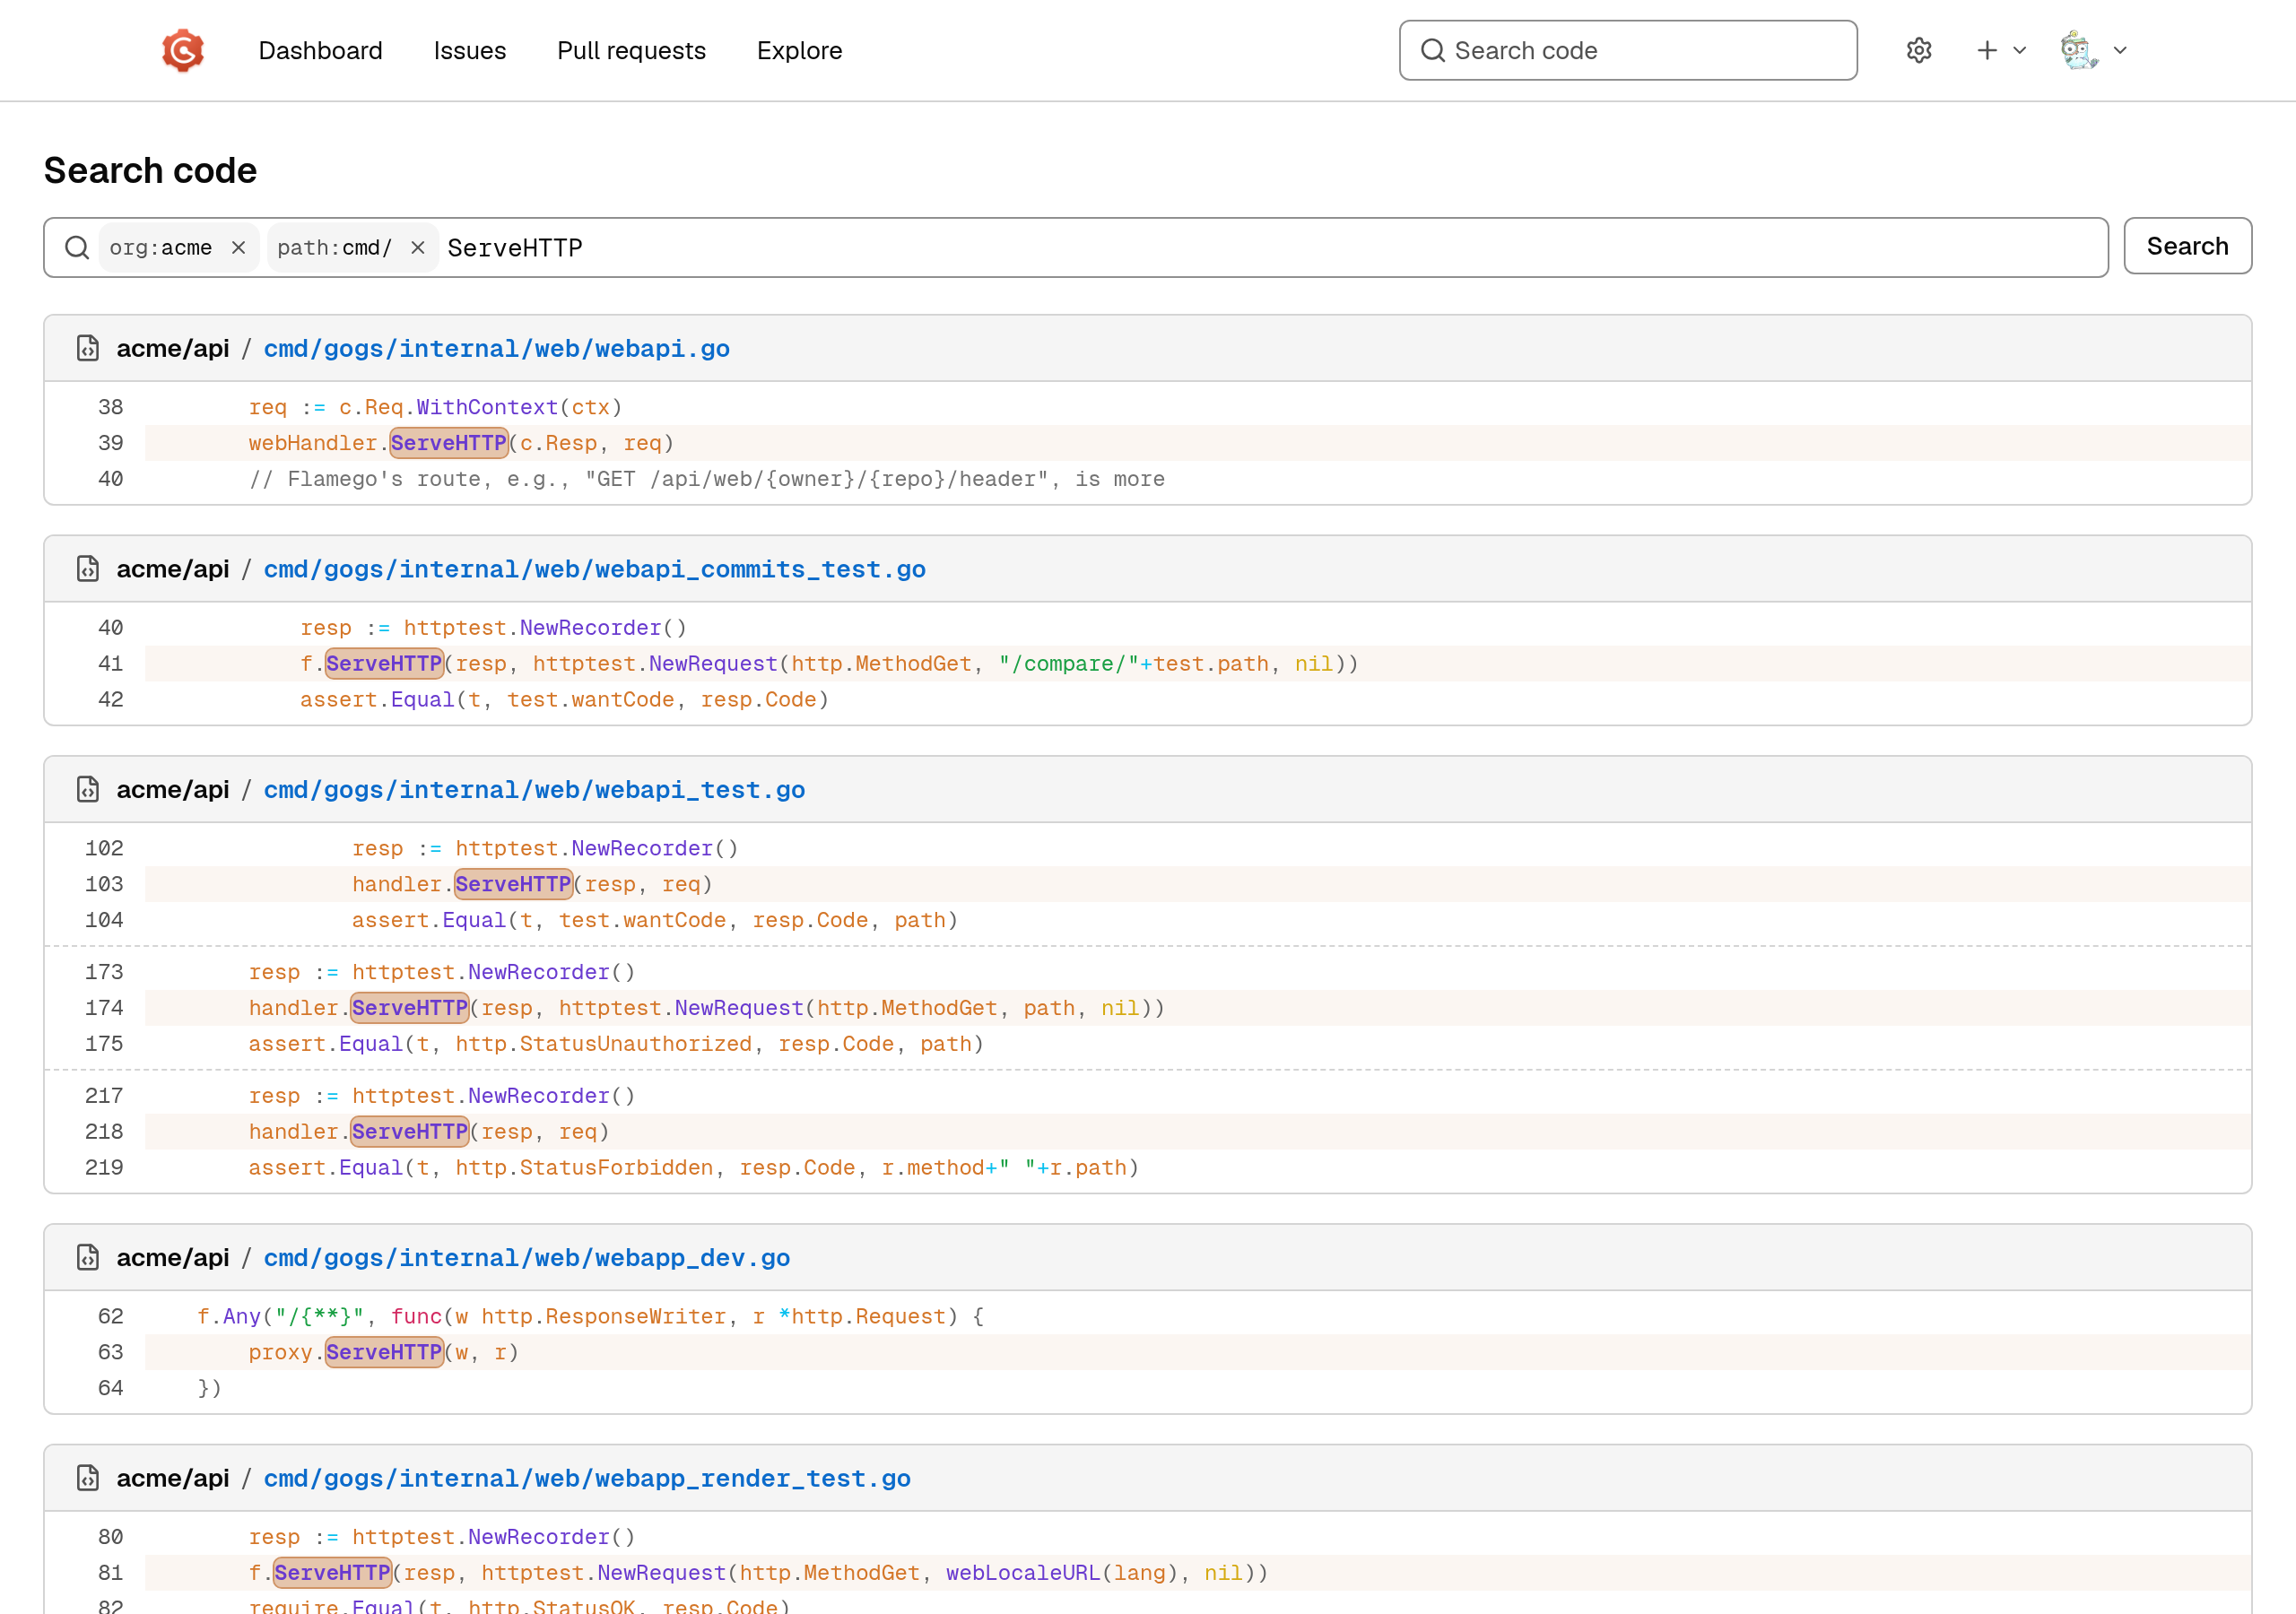 Dashboard Issues Pull requests Explore Search code
Search code
org:acme path:cmd/ ServeHTTP Search
acme/api / cmd/gogs/internal/web/webapi.go
38 req := c.Req.WithContext(ctx)
39 webHandler.ServeHTTP(c.Resp, req)
40 // Flamego's route, e.g., "GET /api/web/{owner}/{repo}/header", is more
acme/api / cmd/gogs/internal/web/webapi_commits_test.go
40 resp := httptest.NewRecorder()
41 f.ServeHTTP(resp, httptest.NewRequest(http.MethodGet, "/compare/"+test.path, nil))
42 assert.Equal(t, test.wantCode, resp.Code)
acme/api / cmd/gogs/internal/web/webapi_test.go
102 resp := httptest.NewRecorder()
103 handler.ServeHTTP(resp, req)
104 assert.Equal(t, test.wantCode, resp.Code, path)
173 resp := httptest.NewRecorder()
174 handler.ServeHTTP(resp, httptest.NewRequest(http.MethodGet, path, nil))
175 assert.Equal(t, http.StatusUnauthorized, resp.Code, path)
217 resp := httptest.NewRecorder()
218 handler.ServeHTTP(resp, req)
219 assert.Equal(t, http.StatusForbidden, resp.Code, r.method+" "+r.path)
acme/api / cmd/gogs/internal/web/webapp_dev.go
62 f.Any("/{**}", func(w http.ResponseWriter, r *http.Request) {
63 proxy.ServeHTTP(w, r)
64 })
acme/api / cmd/gogs/internal/web/webapp_render_test.go
80 resp := httptest.NewRecorder()
81 f.ServeHTTP(resp, httptest.NewRequest(http.MethodGet, webLocaleURL(lang), nil))
82 require.Equal(t, http.StatusOK, resp.Code)